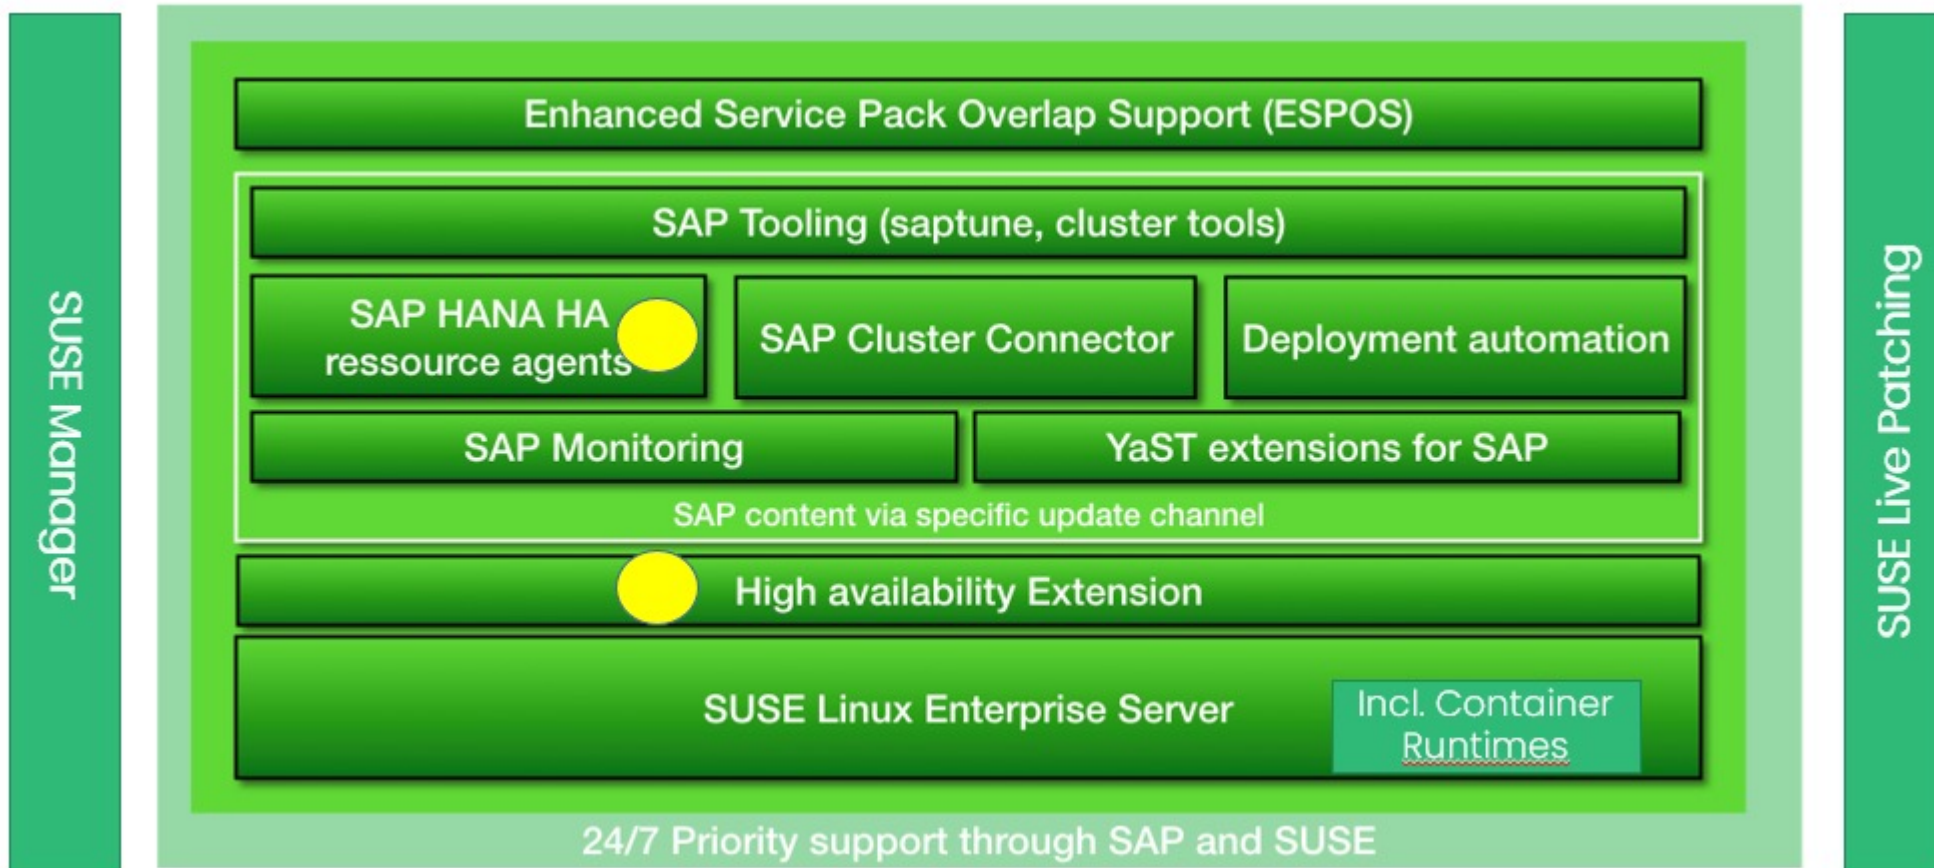 SUSE Manager
Enhanced Service Pack Overlap Support (ESPOS)
SAP Tooling (saptune, cluster tools)
SAP HANA HA
ressource agents
SAP Cluster Connector
Deployment automation
SAP Monitoring
YaST extensions for SAP
SAP content via specific update channel
High availability Extension
SUSE Linux Enterprise Server
Incl. Container
Runtimes
24/7 Priority support through SAP and SUSE
SUSE Live Patching